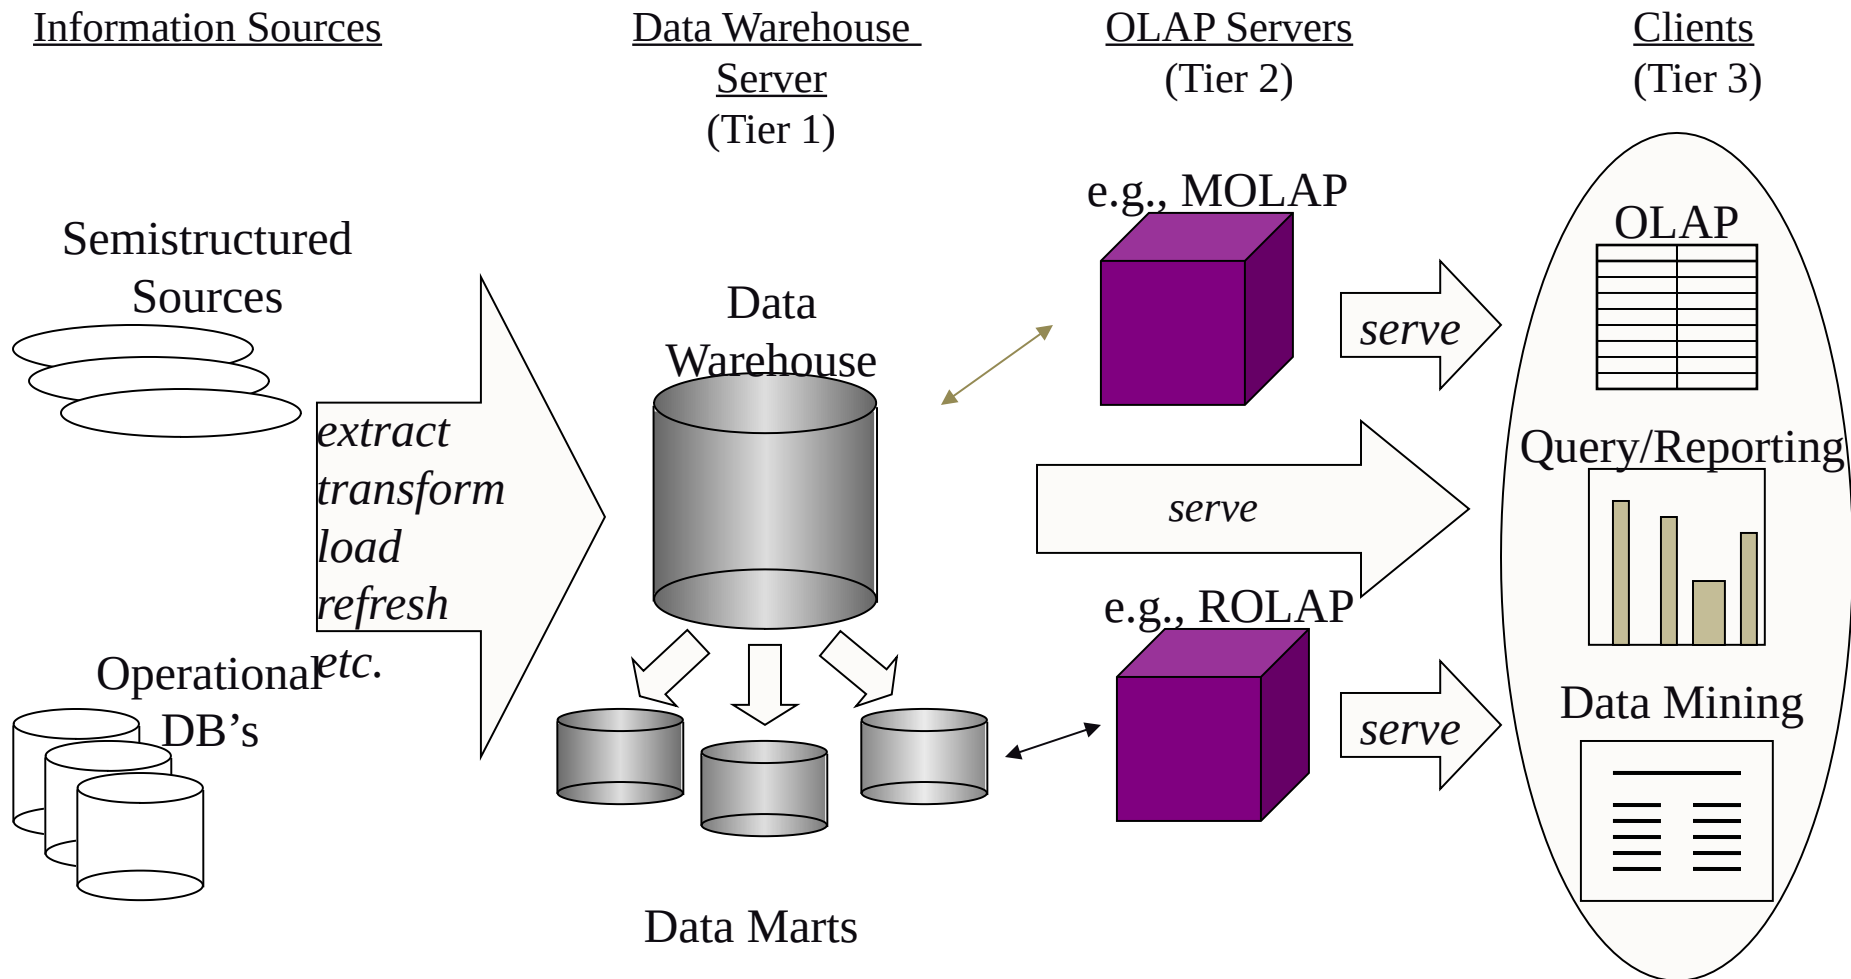 Information Sources
Data Warehouse
Server
(Tier 1)
OLAP Servers
(Tier 2)
Clients
(Tier 3)
Semistructured
Sources
Operational
DB’s
extract
transform
load
refresh
etc.
Data
Warehouse
Data Marts
e.g., MOLAP
serve
serve
e.g., ROLAP
serve
OLAP
Query/Reporting
Data Mining